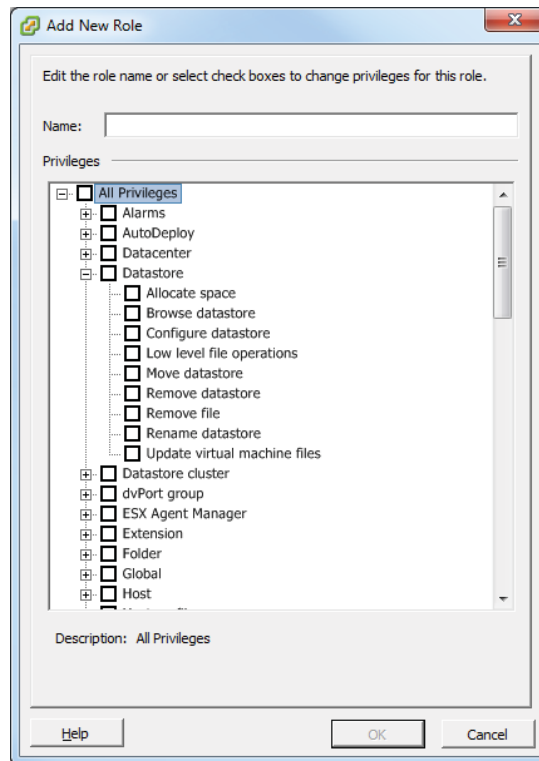 Add New Role
Edit the role name or select check boxes to change privileges for this role.
Name:
Privileges
All Privileges
Alarms
AutoDeploy
Datacenter
Datastore
Allocate space
Browse datastore
Configure datastore
Low level file operations
Move datastore
Remove datastore
Remove file
Rename datastore
Update virtual machine files
Datastore cluster
dvPort group
ESX Agent Manager
Extension
Folder
Global
Host
Description: All Privileges
Help OK Cancel